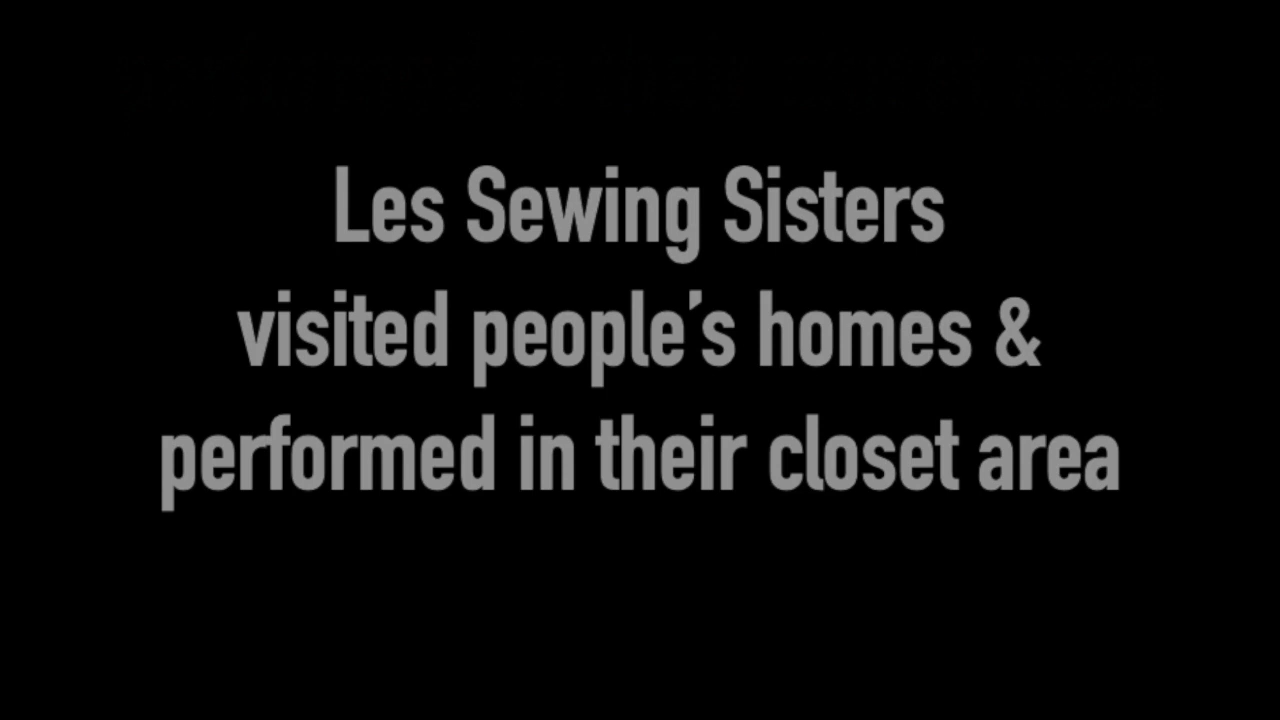 Les Sewing Sisters
visited people’s homes &
performed in their closet area